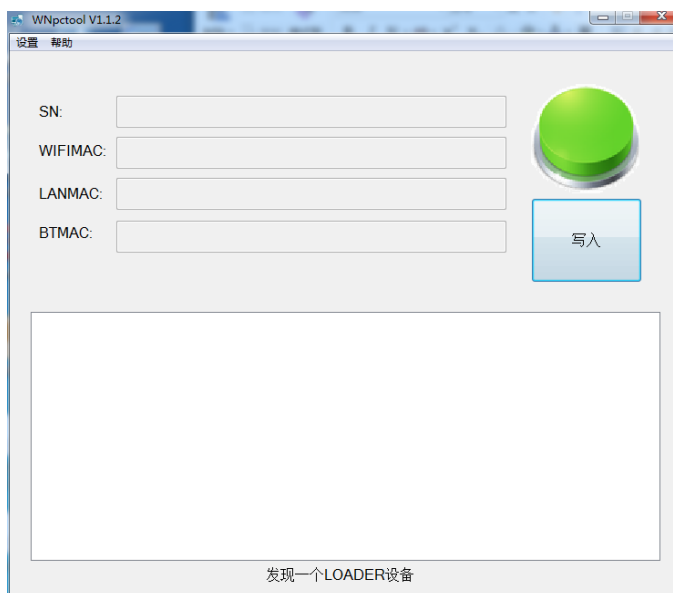 WNpctool V1.1.2
设置 帮助
SN:
WIFIMAC:
LANMAC:
BTMAC:
写入
发现一个LOADER设备